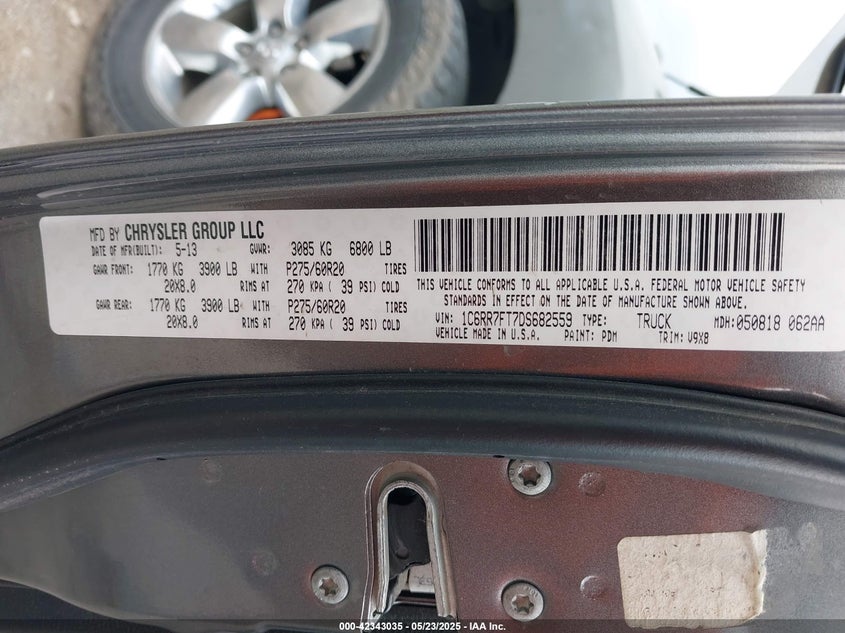 MFD BY CHRYSLER GROUP LLC
DATE OF MFR(BUILT): 5-13 GVWR: 3085 KG 6800 LB
GAWR FRONT: 1770 KG 3900 LB WITH P275/60R20 TIRES
20X8.0 RIMS AT 270 KPA ( 39 PSI) COLD
GAWR REAR: 1770 KG 3900 LB WITH P275/60R20 TIRES
20X8.0 RIMS AT 270 KPA ( 39 PSI) COLD
THIS VEHICLE CONFORMS TO ALL APPLICABLE U.S.A. FEDERAL MOTOR VEHICLE SAFETY
STANDARDS IN EFFECT ON THE DATE OF MANUFACTURE SHOWN ABOVE.
VIN: 1C6RR7FT7DS682559 TYPE: TRUCK MDH:050818 062AA
VEHICLE MADE IN U.S.A. PAINT: PDM TRIM: V9X8
000-42343035 - 05/23/2025 - IAA Inc.